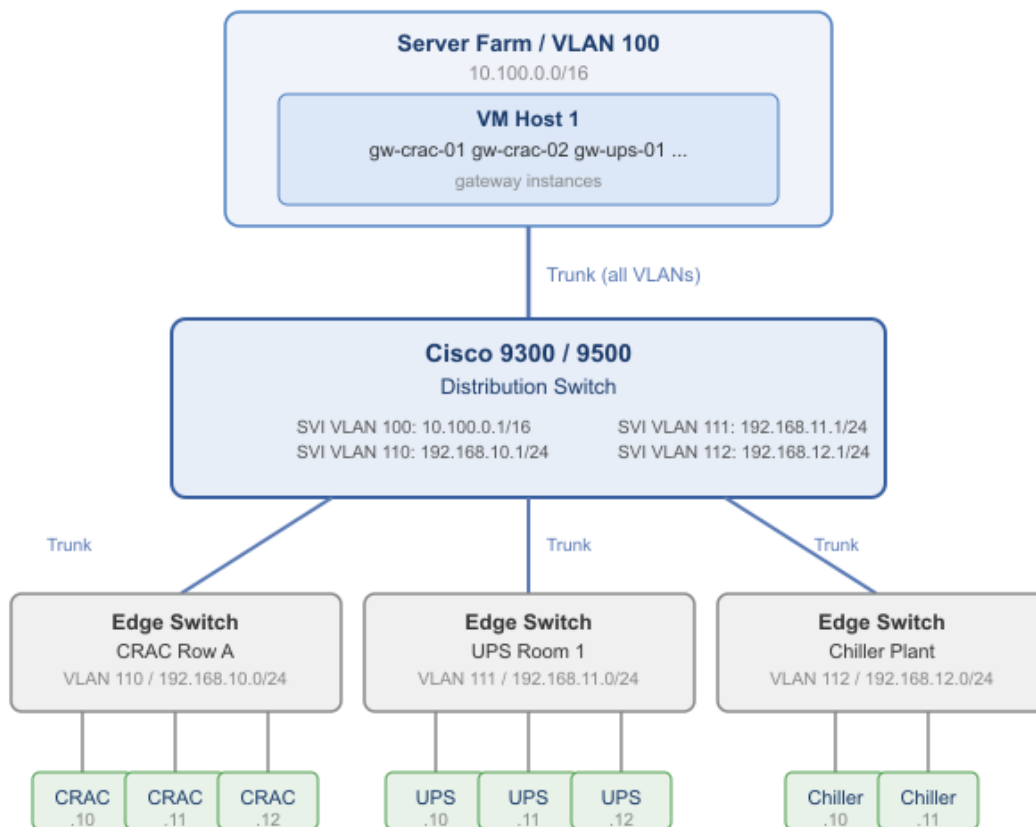 Server Farm / VLAN 100
10.100.0.0/16
VM Host 1
gw-crac-01 gw-crac-02 gw-ups-01 ...
gateway instances
Trunk (all VLANs)
Cisco 9300 / 9500
Distribution Switch
SVI VLAN 100: 10.100.0.1/16
SVI VLAN 111: 192.168.11.1/24
SVI VLAN 110: 192.168.10.1/24
SVI VLAN 112: 192.168.12.1/24
Trunk
Trunk
Trunk
Edge Switch
CRAC Row A
VLAN 110 / 192.168.10.0/24
Edge Switch
UPS Room 1
VLAN 111 / 192.168.11.0/24
Edge Switch
Chiller Plant
VLAN 112 / 192.168.12.0/24
CRAC
.10
CRAC
.11
CRAC
.12
UPS
.10
UPS
.11
UPS
.12
Chiller
.10
Chiller
.11